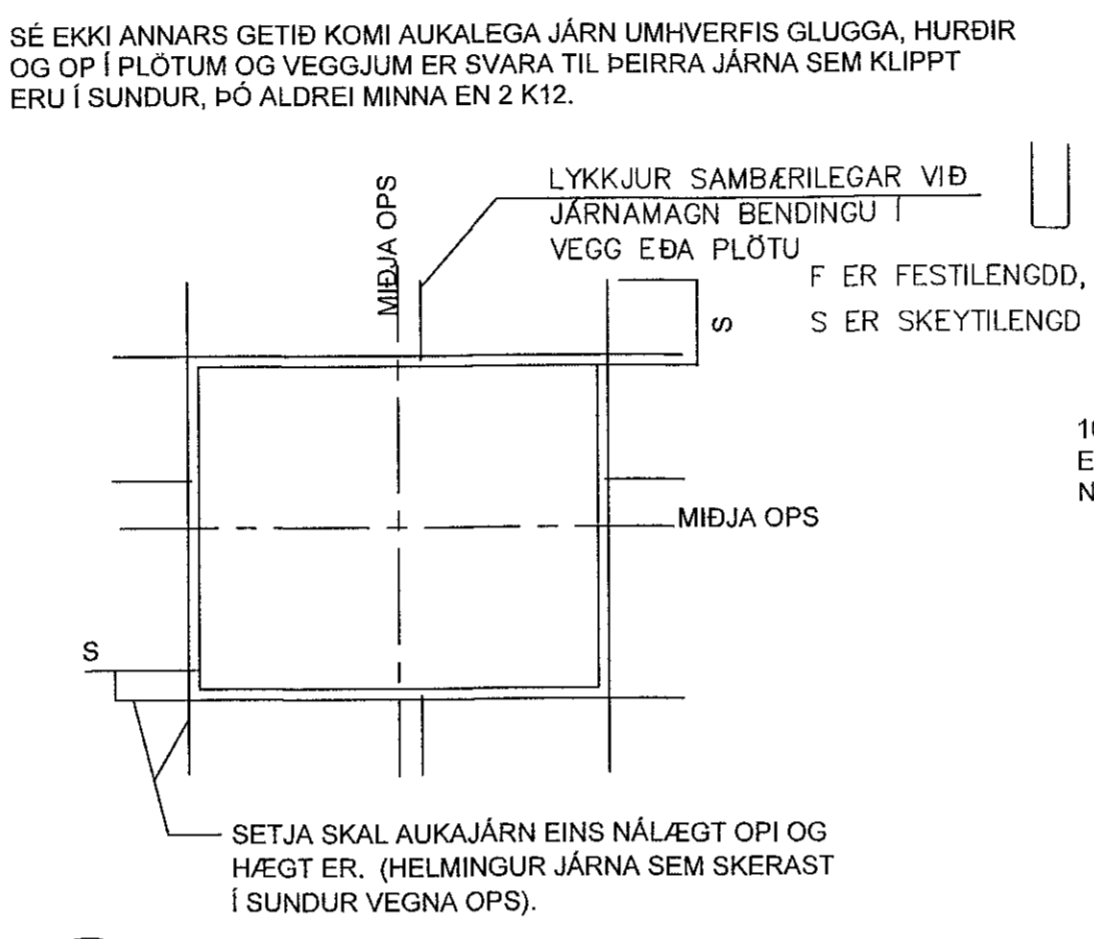 SÉ EKKI ANNARS GETIÐ KOMI AUKALEGA JÁRN UMHVERFIS GLUGGA, HURÐIR
OG OP Í PLÖTUM OG VEGGJUM ER SVARA TIL ÞEIRRA JÁRNA SEM KLIPPT
ERU Í SUNDUR, ÞÓ ALDREI MINNA EN 2 K12.
MIÐJA OPS
LYKKJUR SAMBÆRILEGAR VIÐ
JÁRNAMAGN BENDINGU Í
VEGG EÐA PLÖTU
F ER FESTILENGDD,
S
S ER SKEYTILENGD
E
N
MIÐJA OPS
S
SETJA SKAL AUKAJÁRN EINS NÁLÆGT OPI OG
HÆGT ER. (HELMINGUR JÁRNA SEM SKERAST
Í SUNDUR VEGNA OPS).